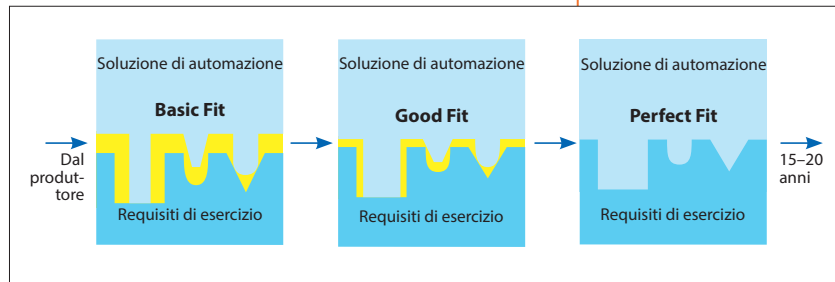 Soluzione di automazione
Basic Fit
Requisiti di esercizio
Dal
produt-
tore
Soluzione di automazione
Good Fit
Requisiti di esercizio
Soluzione di automazione
Perfect Fit
Requisiti di esercizio
15–20
anni